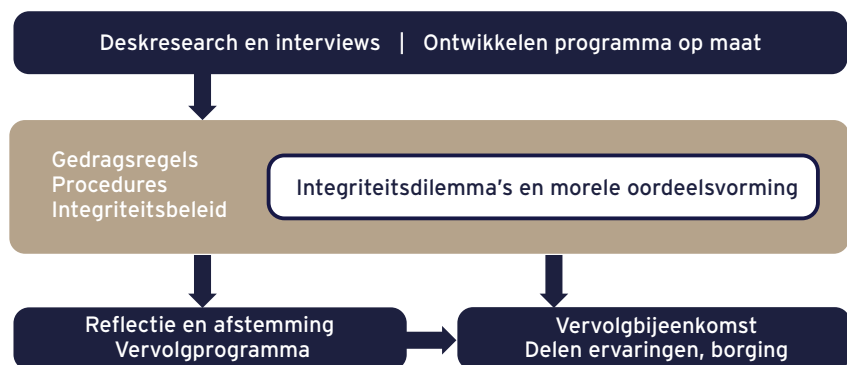 Deskresearch en interviews | Ontwikkelen programma op maat
Gedragsregels
Procedures
Integriteitsbeleid
Integriteitsdilemma's en morele oordeelsvorming
Reflectie en afstemming
Vervolgprogramma
Vervolgbijeenkomst
Delen ervaringen, borging